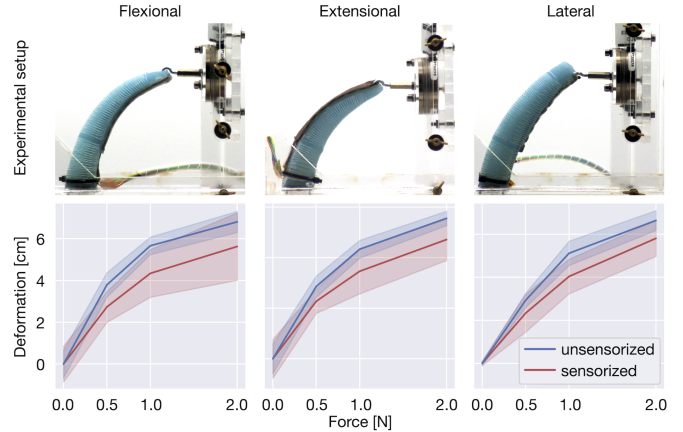 Flexional Extensional Lateral
Experimental setup
Deformation [cm]
6
4
2
0
unsensorized
sensorized
0.0 0.5 1.0 2.0 0.0 0.5 1.0 2.0 0.0 0.5 1.0 2.0
Force [N]